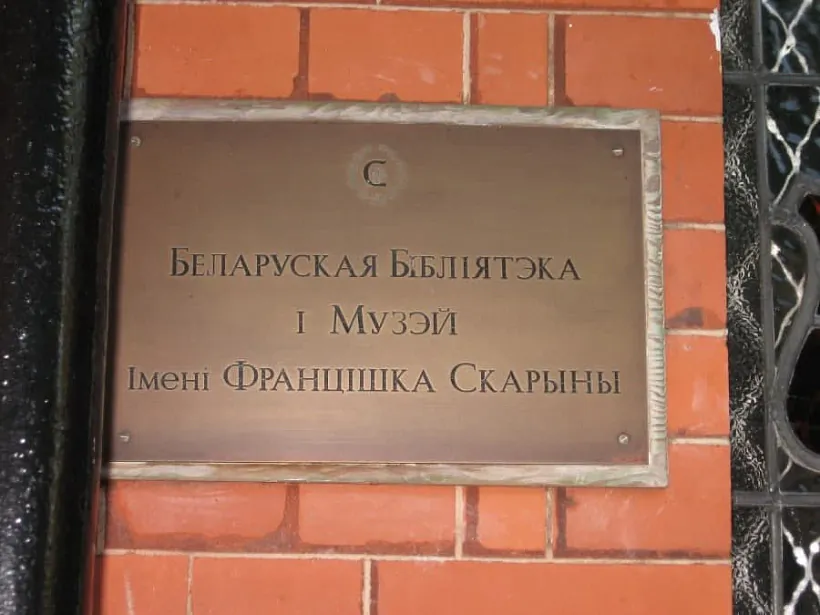 С
Беларуская Бібліятэка
і Музэй
Імені Францішка Скарыны